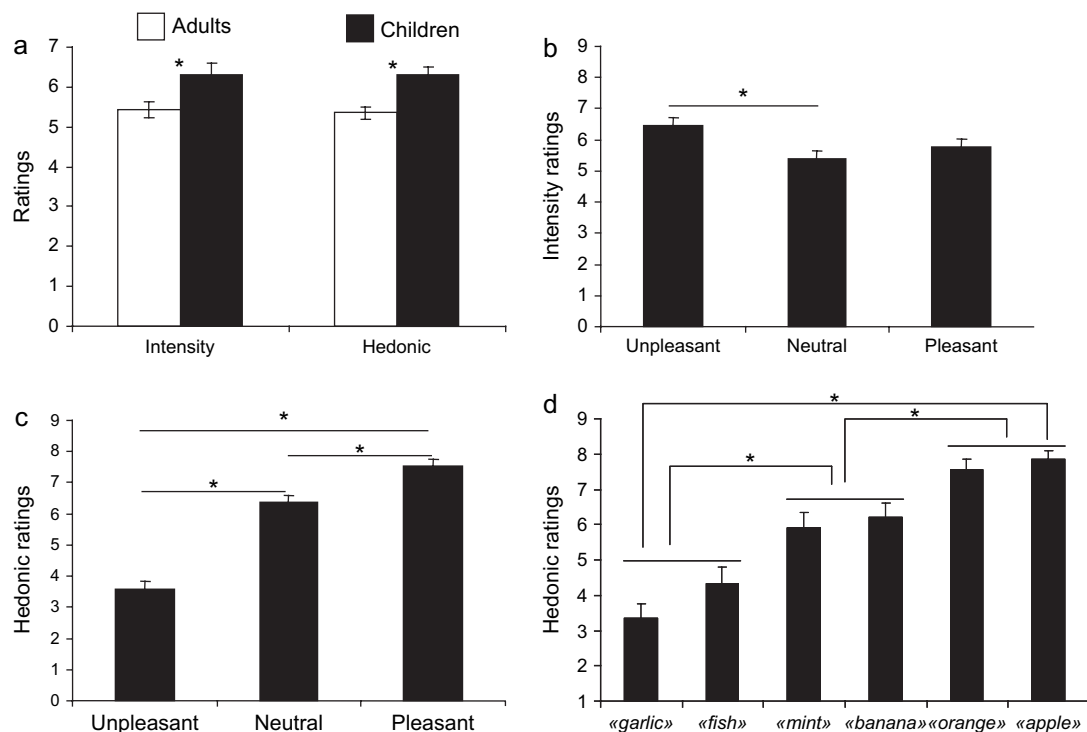 a
Adults
Children
7
6
5
4
3
2
1
0
Ratings
*
*
Intensity
Hedonic
b
9
8
7
6
5
4
3
2
1
0
Intensity ratings
*
Unpleasant
Neutral
Pleasant
c
9
8
7
6
5
4
3
2
1
0
Hedonic ratings
*
*
*
Unpleasant
Neutral
Pleasant
d
9
8
7
6
5
4
3
2
1
Hedonic ratings
*
*
*
«garlic» «fish» «mint» «banana» «orange» «apple»